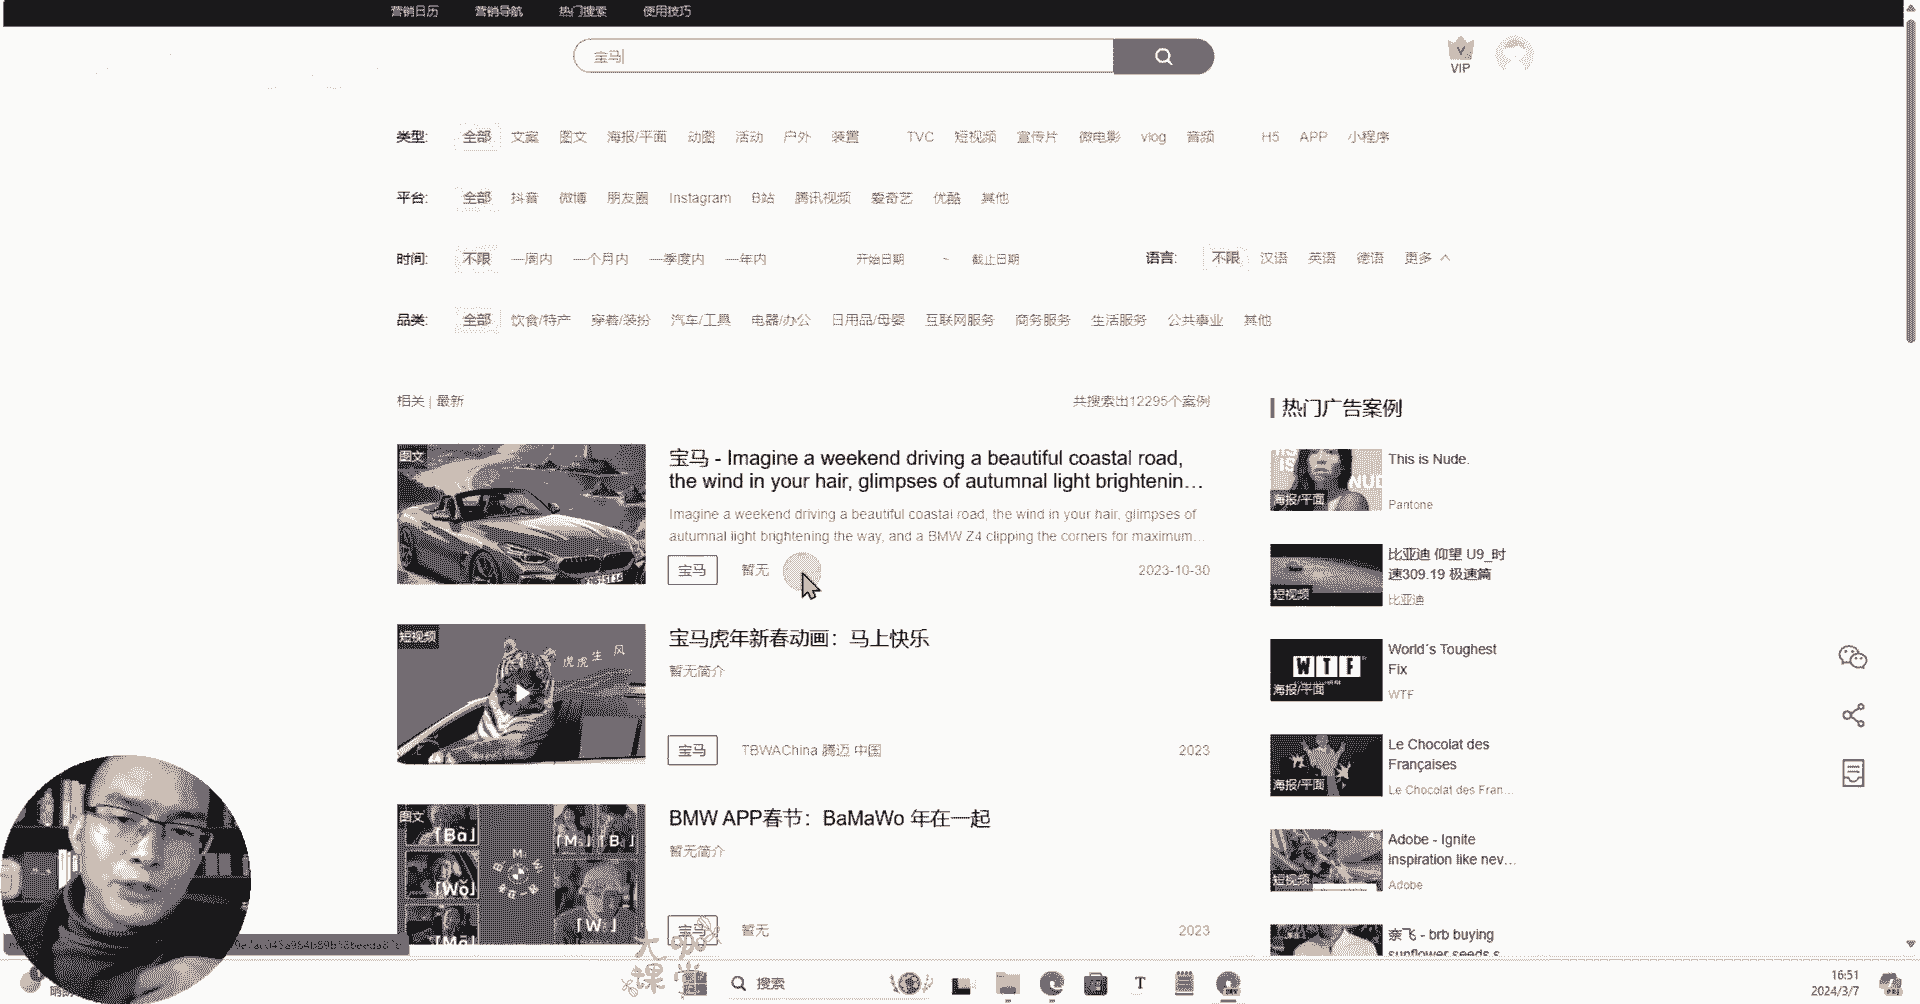 营销日历 营销导航 热门搜索 使用技巧
宝马
VIP
类型: 全部 文案 图文 海报/平面 动图 活动 户外 装置 TVC 短视频 宣传片 微电影 vlog 音频 H5 APP 小程序
平台: 全部 抖音 微博 朋友圈 Instagram B站 腾讯视频 爱奇艺 优酷 其他
时间: 不限 一周内 一个月内 一季度内 一年内 开始日期 ~ 截止日期 语言: 不限 汉语 英语 德语 更多
品类: 全部 饮食/特产 穿着/装扮 汽车/工具 电器/办公 日用品/母婴 互联网服务 商务服务 生活服务 公共事业 其他
相关 | 最新 共搜索出12295个案例
图文
宝马 - Imagine a weekend driving a beautiful coastal road,
the wind in your hair, glimpses of autumnal light brightenin…
Imagine a weekend driving a beautiful coastal road, the wind in your hair, glimpses of
autumnal light brightening the way, and a BMW Z4 clipping the corners for maximum…
宝马 暂无 2023-10-30
短视频
虎虎生风
宝马虎年新春动画：马上快乐
暂无简介
宝马 TBWAChina 腾迈 中国 2023
图文
「Bà」
「M」「B」
「Wǒ」
「W」
BMW APP春节：BaMaWo 年在一起
暂无简介
宝马 暂无 2023
热门广告案例
海报/平面
This is Nude.
Pantone
短视频
比亚迪 仰望 U9_时
速309.19 极速篇
比亚迪
WTF
海报/平面
World´s Toughest
Fix
WTF
海报/平面
Le Chocolat des
Françaises
Le Chocolat des Fran…
短视频
Adobe - Ignite
inspiration like nev…
Adobe
奈飞 - brb buying
sunflower seeds s
大咖
课堂
搜索
16:51
2024/3/7